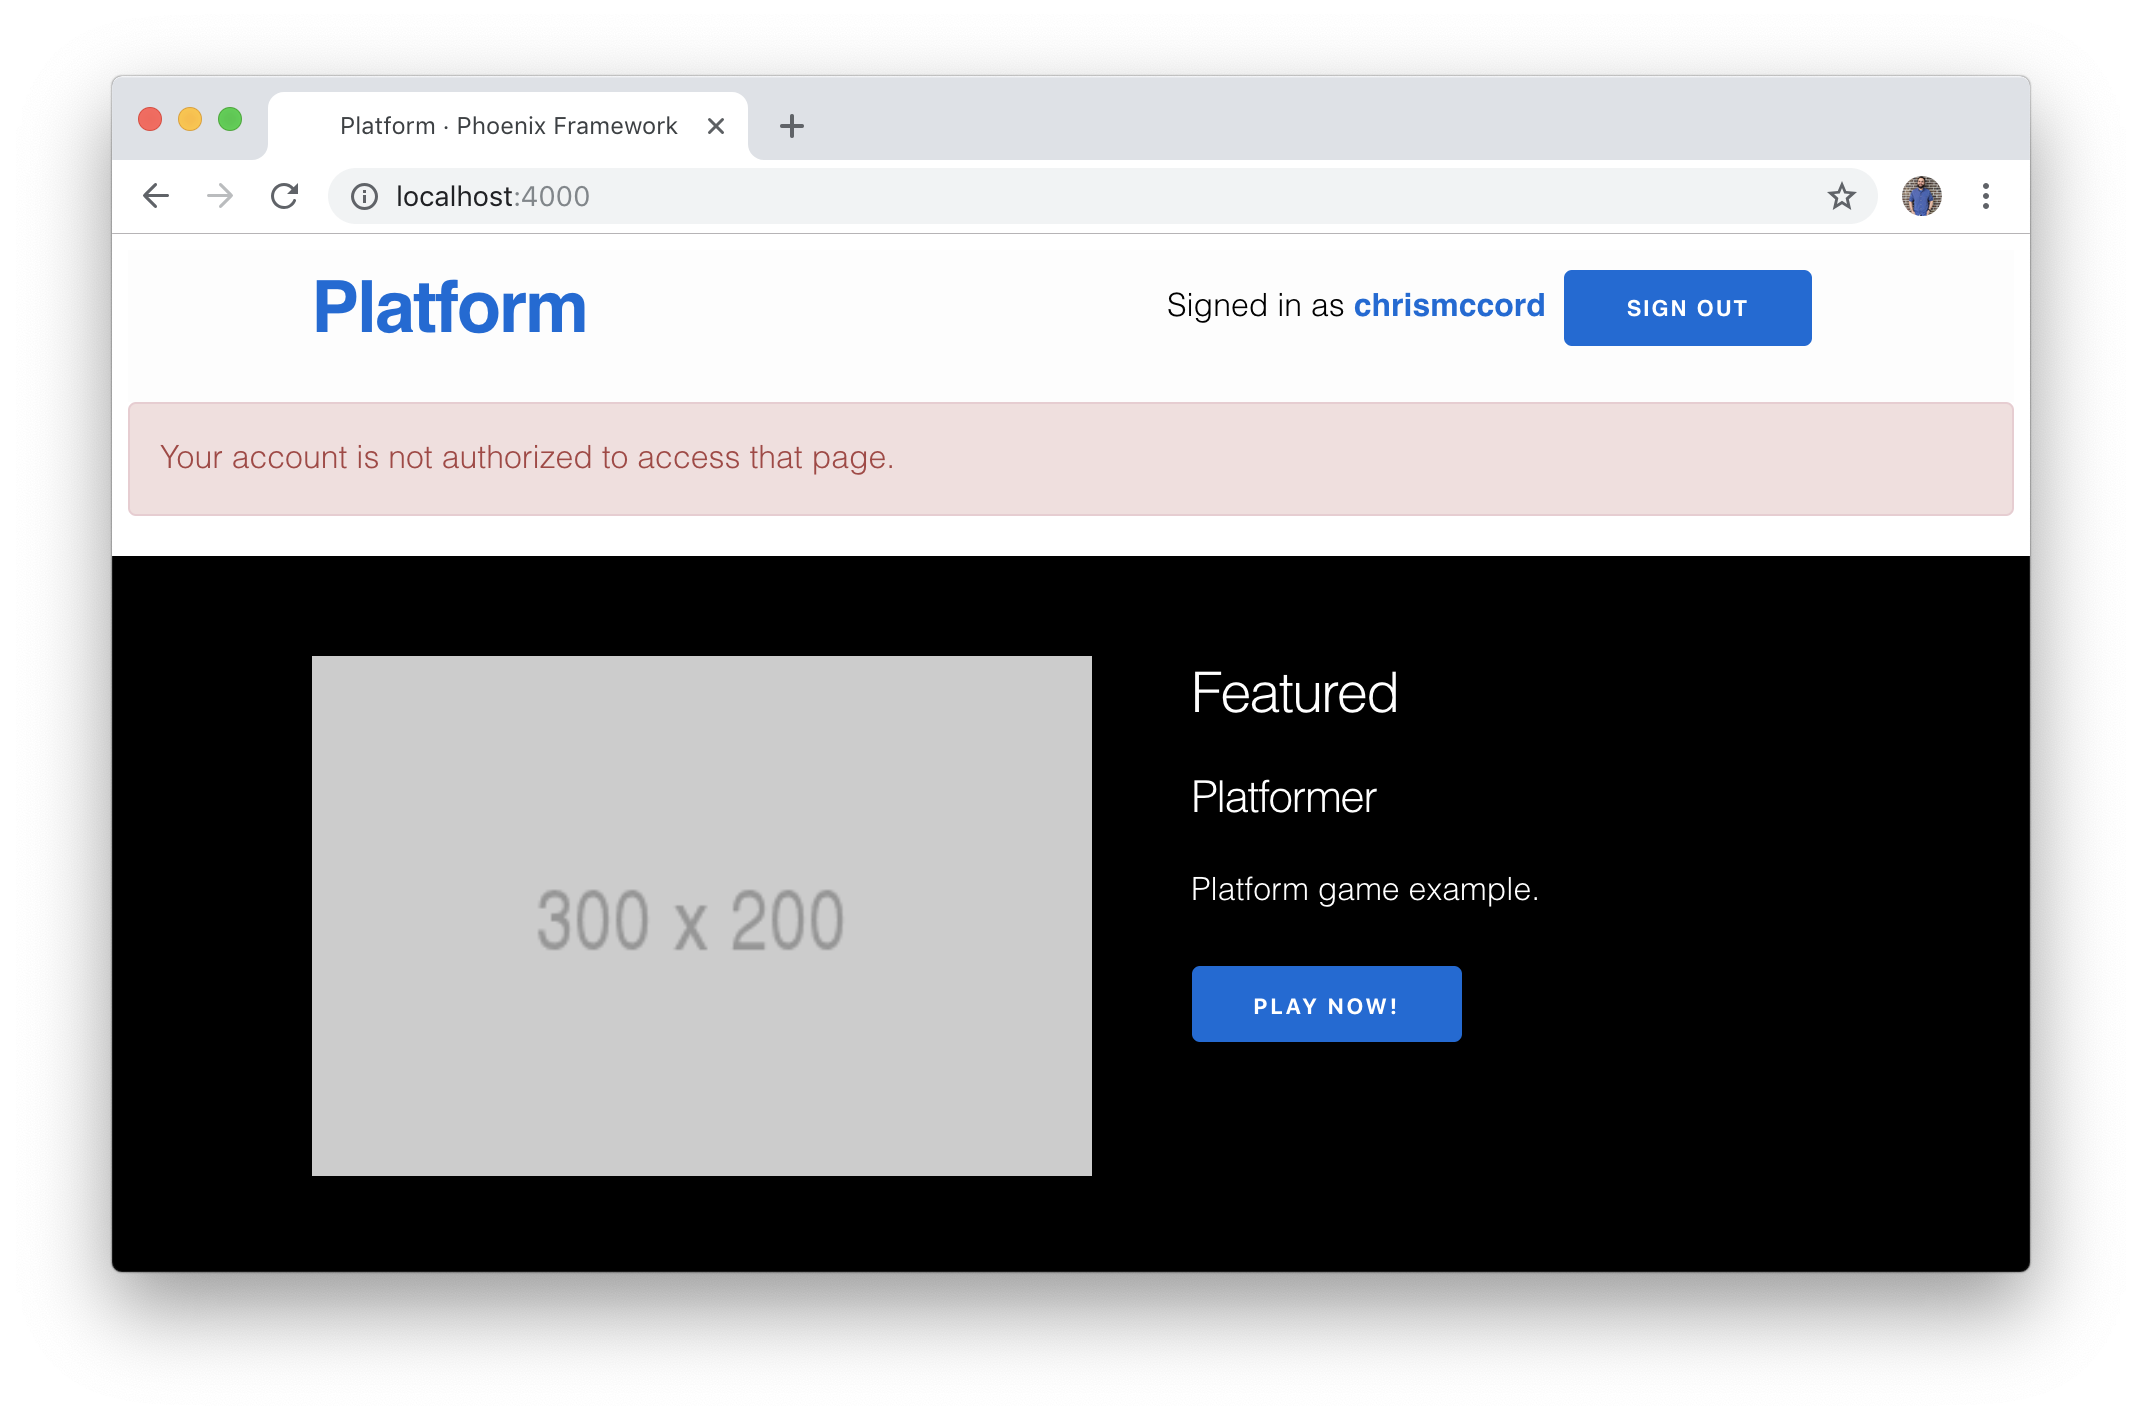 Platform · Phoenix Framework
localhost:4000
Platform
Signed in as chrismccord
SIGN OUT
Your account is not authorized to access that page.
300 x 200
Featured
Platformer
Platform game example.
PLAY NOW!